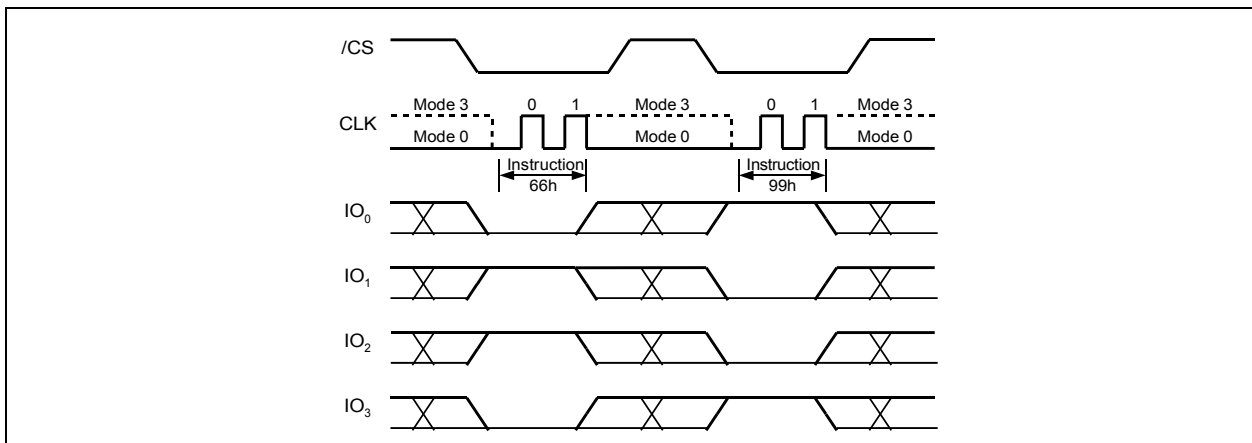 /CS
Mode 3 0 1 Mode 3 0 1 Mode 3
CLK
Mode 0 Mode 0 Mode 0
Instruction Instruction
66h 99h
IO0
IO1
IO2
IO3